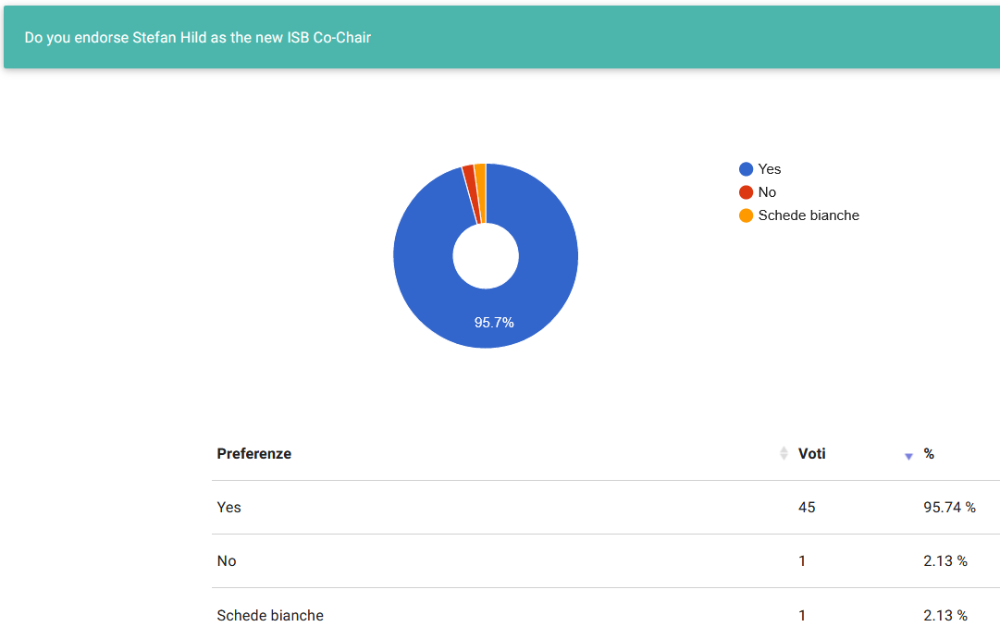 Do you endorse Stefan Hild as the new ISB Co-Chair
Yes
No
Schede bianche
95.7%
Preferenze Voti %
Yes 45 95.74 %
No 1 2.13 %
Schede bianche 1 2.13 %